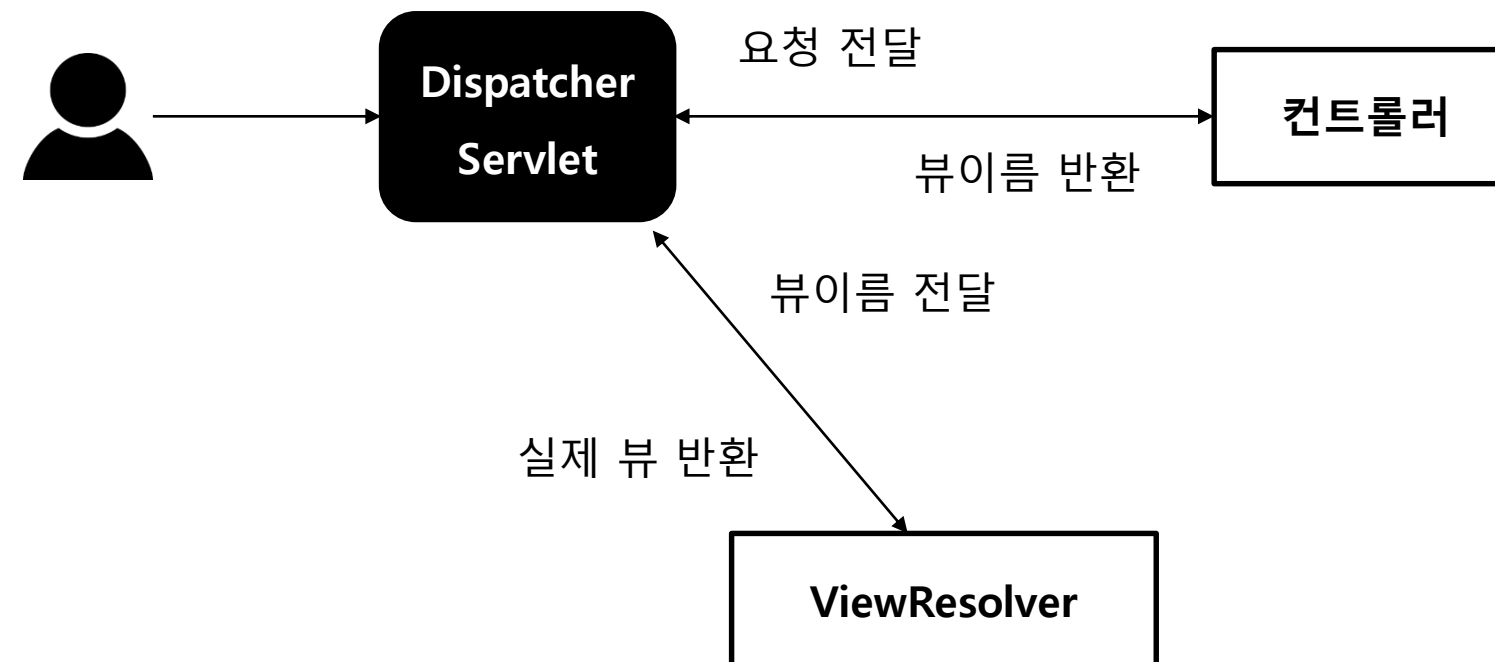 요청 전달
Dispatcher
Servlet
컨트롤러
뷰이름 반환
뷰이름 전달
실제 뷰 반환
ViewResolver